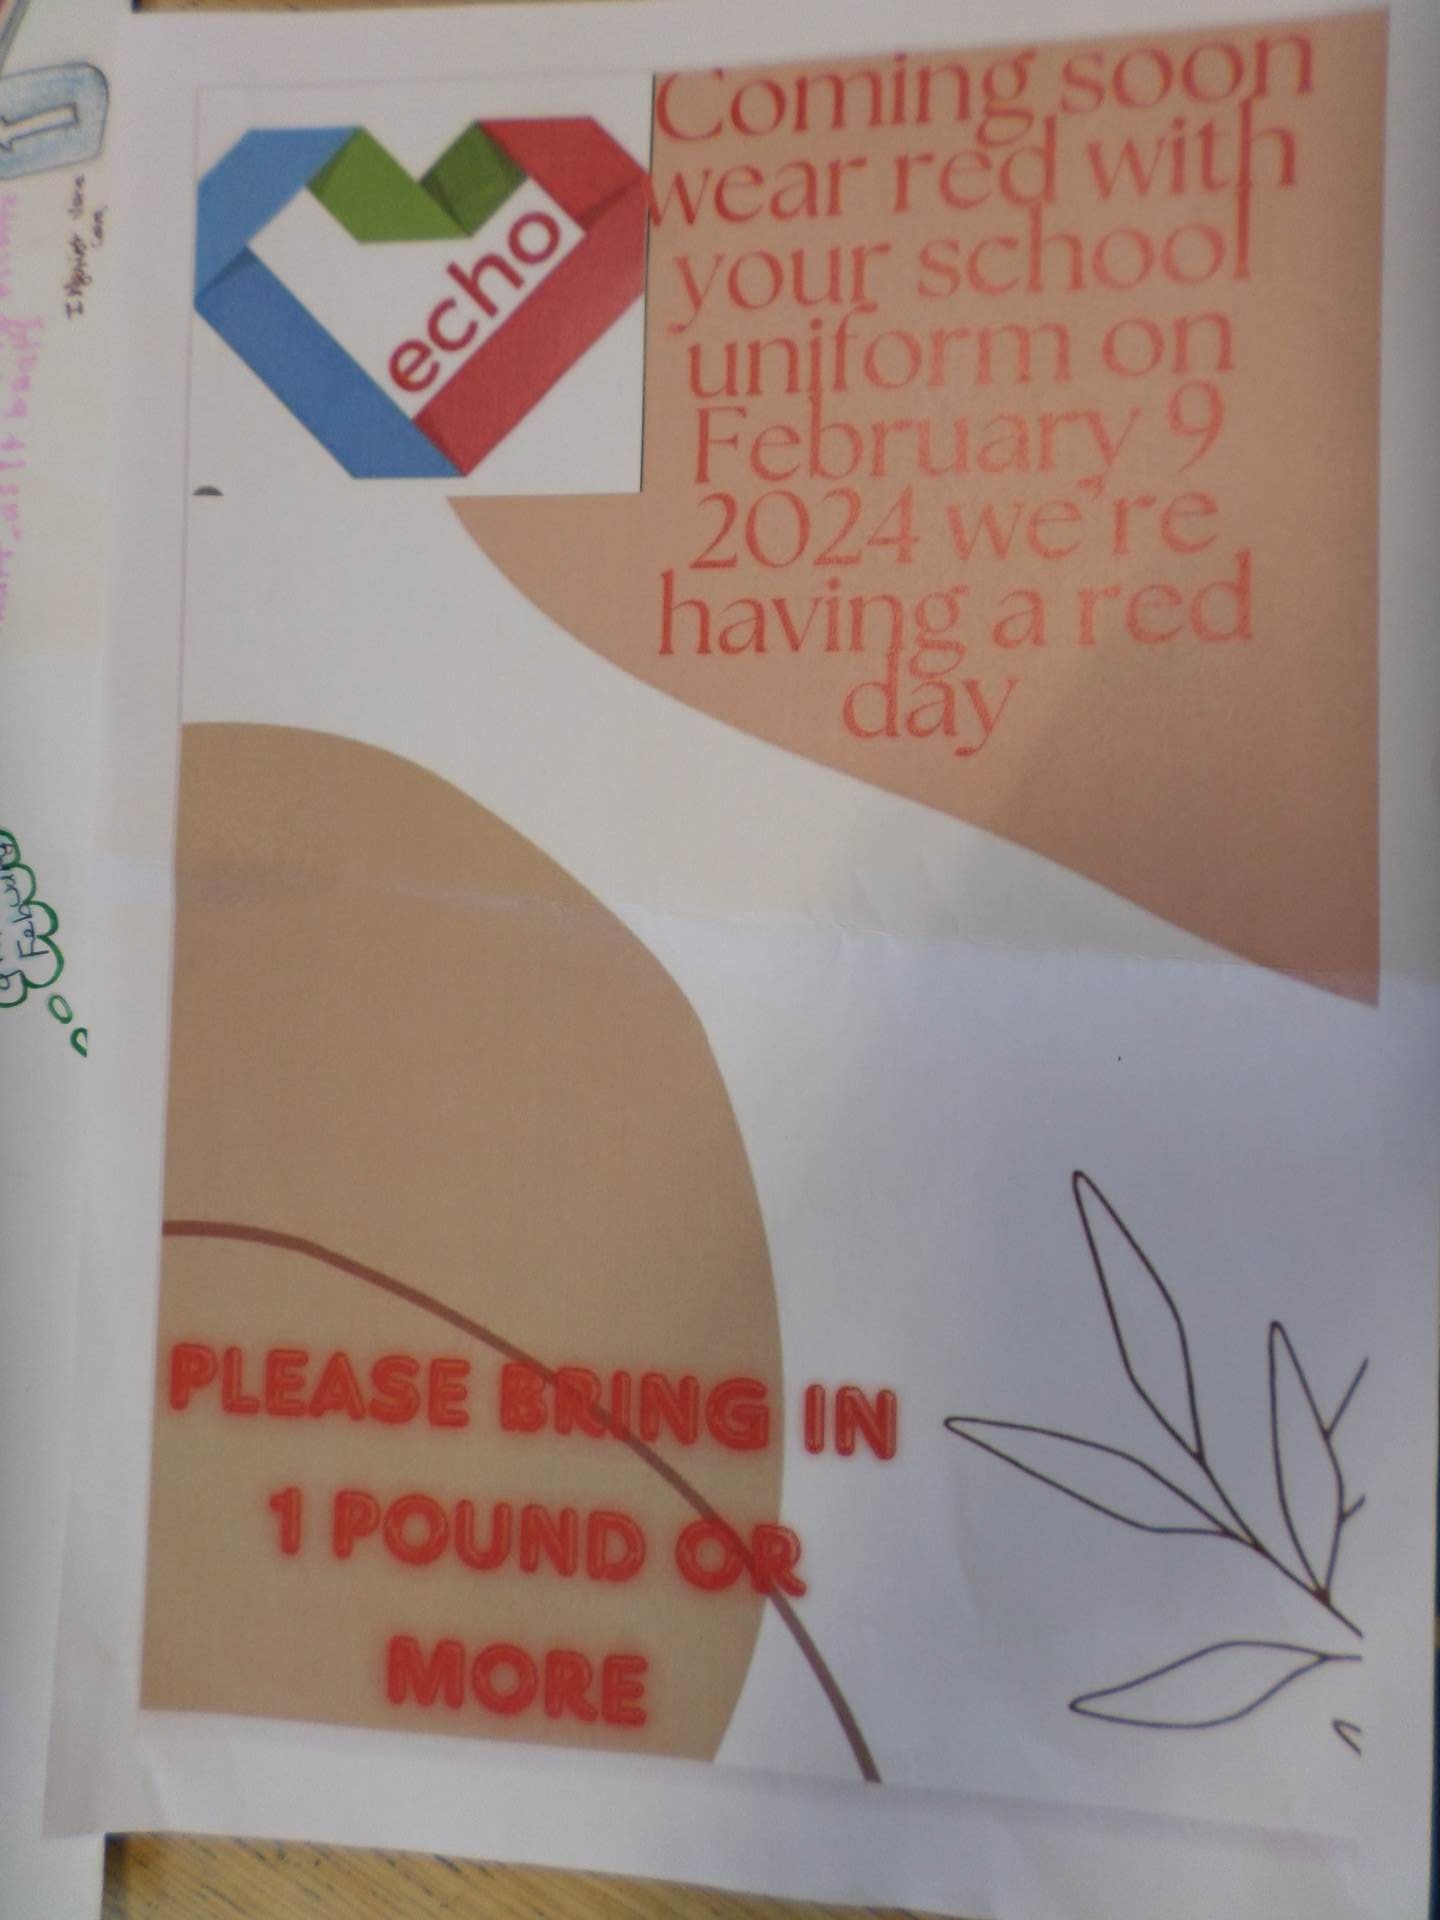 echo
Coming soon
wear red with
your school
uniform on
February 9
2024 we"re
having a red
day
PLEASE BRING IN
1 POUND OR
MORE